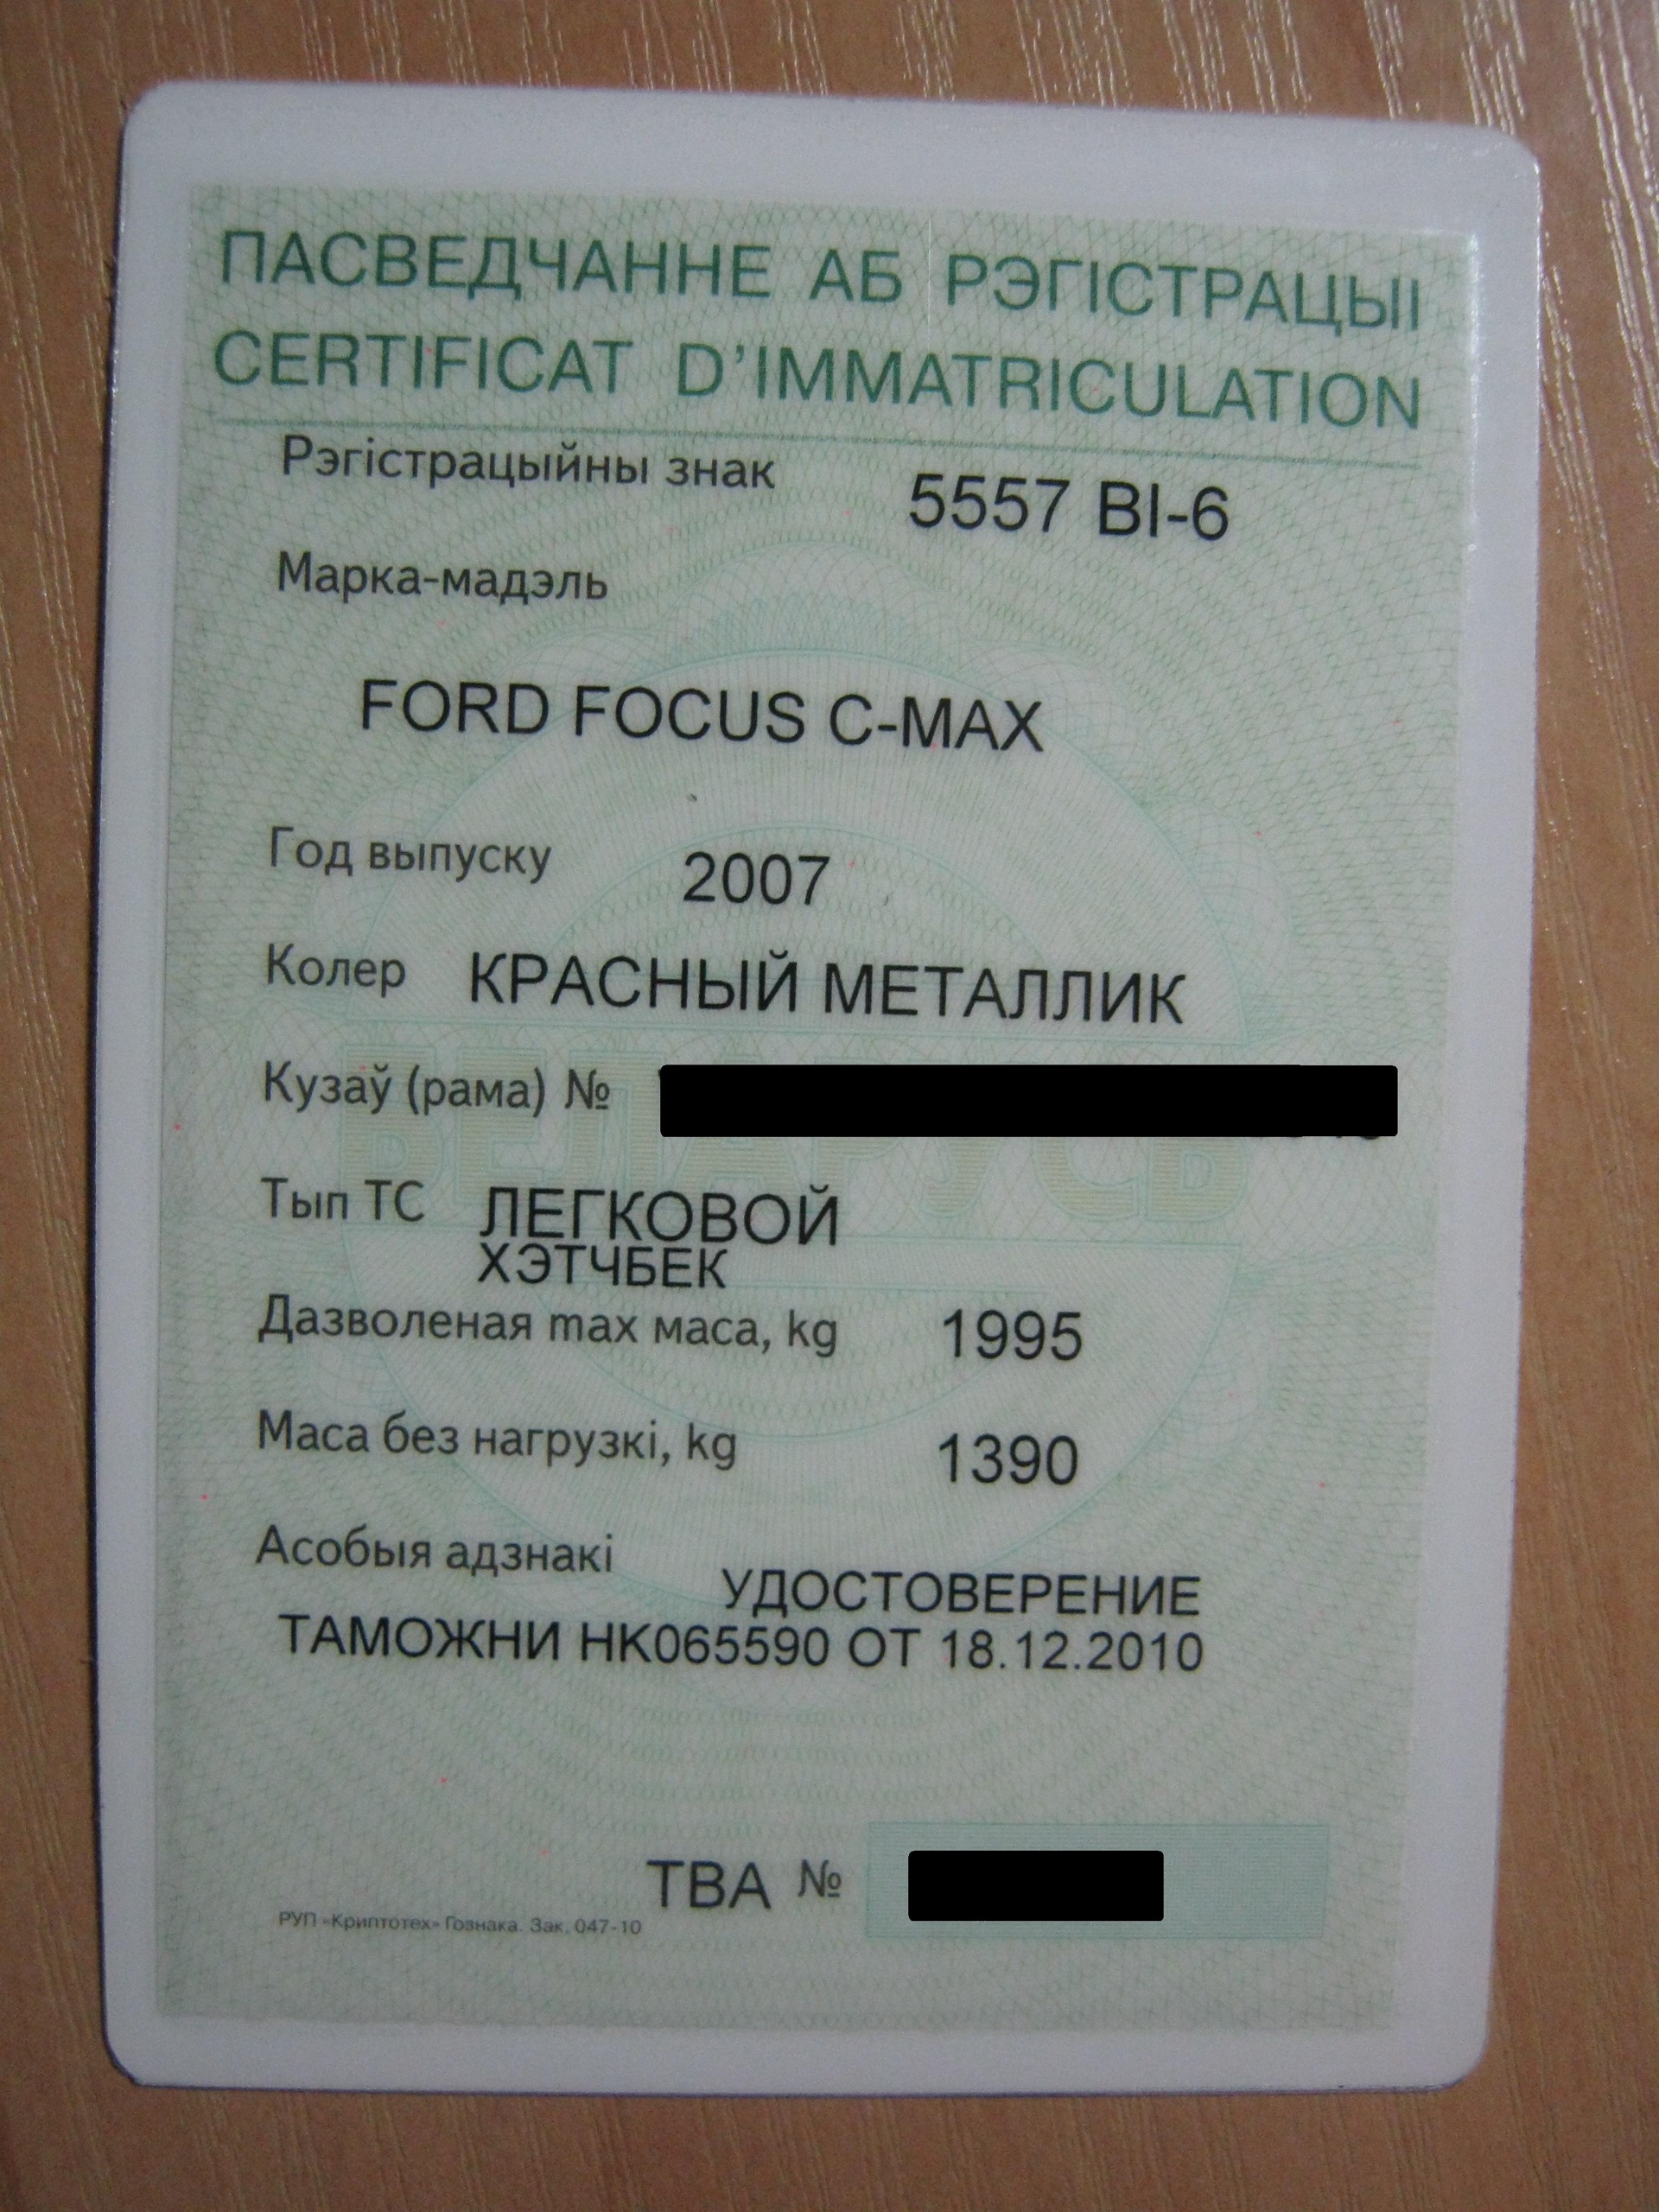 ПАСВЕДЧАННЕ АБ РЭГІСТРАЦЫІ
CERTIFICAT D'IMMATRICULATION
Рэгістрацыйны знак 5557 BI-6
Марка-мадэль
FORD FOCUS C-MAX
Год выпуску 2007
Колер КРАСНЫЙ МЕТАЛЛИК
Кузаў (рама) №
Тып ТС ЛЕГКОВОЙ
ХЭТЧБЕК
Дазволеная max маса, kg 1995
Маса без нагрузкі, kg 1390
Асобыя адзнакі УДОСТОВЕРЕНИЕ
ТАМОЖНИ НК065590 ОТ 18.12.2010
ТВА №
РУП «Криптотех» Гознака. Зак. 047-10
БЕЛАРУСЬ